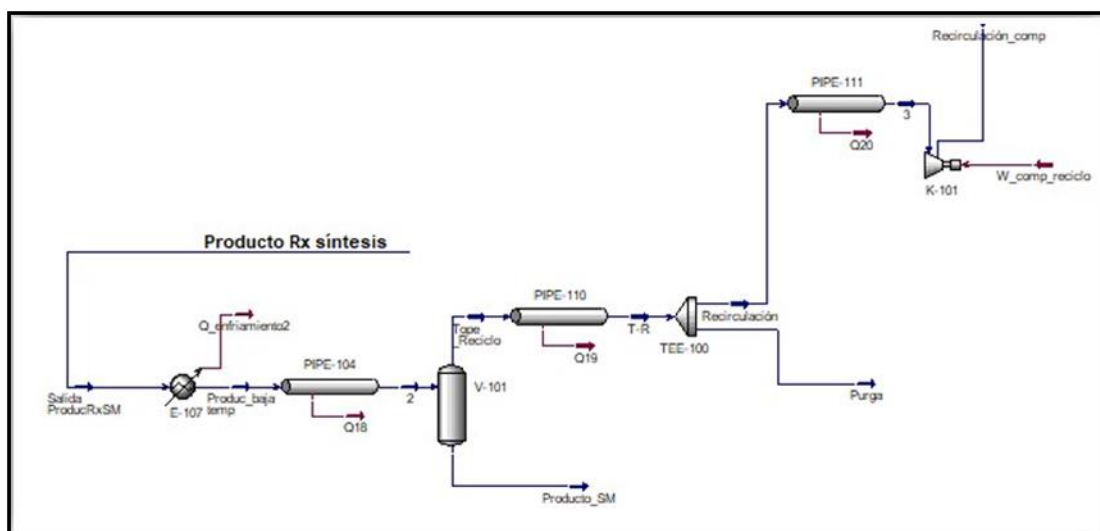 Recirculación_comp
PIPE-111
3
Q20
K-101
W_comp_reciclo
Producto Rx síntesis
Q_enfriamiento2
PIPE-110
Tope
_Reciclo
T-R
Recirculación
Q19
TEE-100
PIPE-104
V-101
Salida
ProducRxSM
E-107
Produc_baja
temp
2
Q18
Purga
Producto_SM